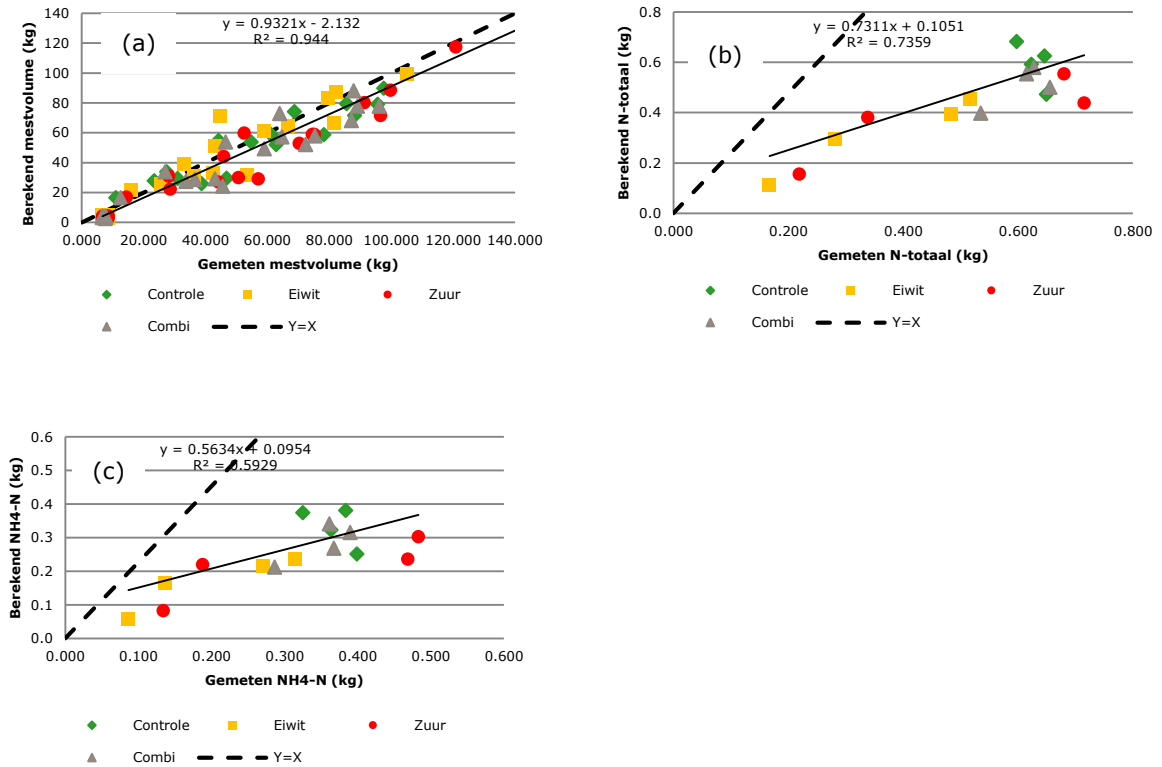 (a)
y = 0.9321x - 2.132
R² = 0.944
Berekend mestvolume (kg)
140
120
100
80
60
40
20
0
0.000 20.000 40.000 60.000 80.000 100.000 120.000 140.000
Gemeten mestvolume (kg)
Controle Eiwit Zuur
Combi Y=X
(b)
y = 0.7311x + 0.1051
R² = 0.7359
Berekend N-totaal (kg)
0.8
0.6
0.4
0.2
0.0
0.000 0.200 0.400 0.600 0.800
Gemeten N-totaal (kg)
Controle Eiwit Zuur
Combi Y=X
(c)
y = 0.5634x + 0.0954
R² = 0.5929
Berekend NH4-N (kg)
0.6
0.5
0.4
0.3
0.2
0.1
0.0
0.000 0.100 0.200 0.300 0.400 0.500 0.600
Gemeten NH4-N (kg)
Controle Eiwit Zuur
Combi Y=X